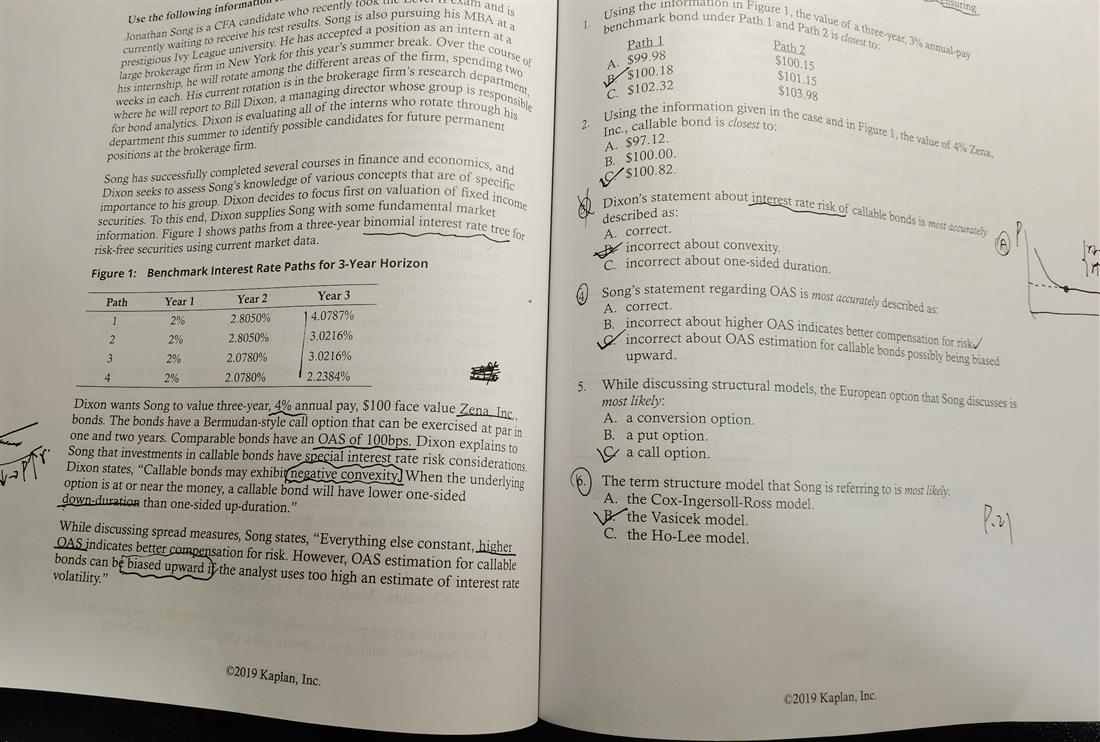 Use the following
Jonathan Song is a CFA candidate who recently took the Level II exam and is
currently waiting to receive his test results. Song is also pursuing his MBA at a
prestigious Ivy League university. He has accepted a position as an intern at a
large brokerage firm in New York for this year's summer break. Over the course of
his internship, he will rotate among the different areas of the firm, spending two
weeks in each. His current rotation is in the brokerage firm's research department,
where he will report to Bill Dixon, a managing director whose group is responsible
for bond analytics. Dixon is evaluating all of the interns who rotate through his
department this summer to identify possible candidates for future permanent
positions at the brokerage firm.
Song has successfully completed several courses in finance and economics, and
Dixon seeks to assess Song's knowledge of various concepts that are of specific
importance to his group. Dixon decides to focus first on valuation of fixed income
securities. To this end, Dixon supplies Song with some fundamental market
information. Figure 1 shows paths from a three-year binomial interest rate tree for
risk-free securities using current market data.
Figure 1: Benchmark Interest Rate Paths for 3-Year Horizon
Path Year 1 Year 2 Year 3
1 2% 2.8050% 4.0787%
2 2% 2.8050% 3.0216%
3 2% 2.0780% 3.0216%
4 2% 2.0780% 2.2384%
Dixon wants Song to value three-year, 4% annual pay, $100 face value Zena, Inc.,
bonds. The bonds have a Bermudan-style call option that can be exercised at par in
one and two years. Comparable bonds have an OAS of 100bps. Dixon explains to
Song that investments in callable bonds have special interest rate risk considerations.
Dixon states, "Callable bonds may exhibit negative convexity. When the underlying
option is at or near the money, a callable bond will have lower one-sided
down-duration than one-sided up-duration."
While discussing spread measures, Song states, "Everything else constant, higher
OAS indicates better compensation for risk. However, OAS estimation for callable
bonds can be biased upward if the analyst uses too high an estimate of interest rate
volatility."
©2019 Kaplan, Inc.
ensuring
1. Using the information in Figure 1, the value of a three-year, 3% annual-pay
benchmark bond under Path 1 and Path 2 is closest to:
Path 1 Path 2
A. $99.98 $100.15
B. $100.18 $101.15
C. $102.32 $103.98
2. Using the information given in the case and in Figure 1, the value of 4% Zena,
Inc., callable bond is closest to:
A. $97.12.
B. $100.00.
C. $100.82.
Dixon's statement about interest rate risk of callable bonds is most accurately
described as:
A. correct.
B. incorrect about convexity.
C. incorrect about one-sided duration.
A
P
4. Song's statement regarding OAS is most accurately described as:
A. correct.
B. incorrect about higher OAS indicates better compensation for risk.
C. incorrect about OAS estimation for callable bonds possibly being biased
upward.
5. While discussing structural models, the European option that Song discusses is
most likely:
A. a conversion option.
B. a put option.
C. a call option.
6. The term structure model that Song is referring to is most likely:
A. the Cox-Ingersoll-Ross model.
B. the Vasicek model.
C. the Ho-Lee model.
P.21
©2019 Kaplan, Inc.